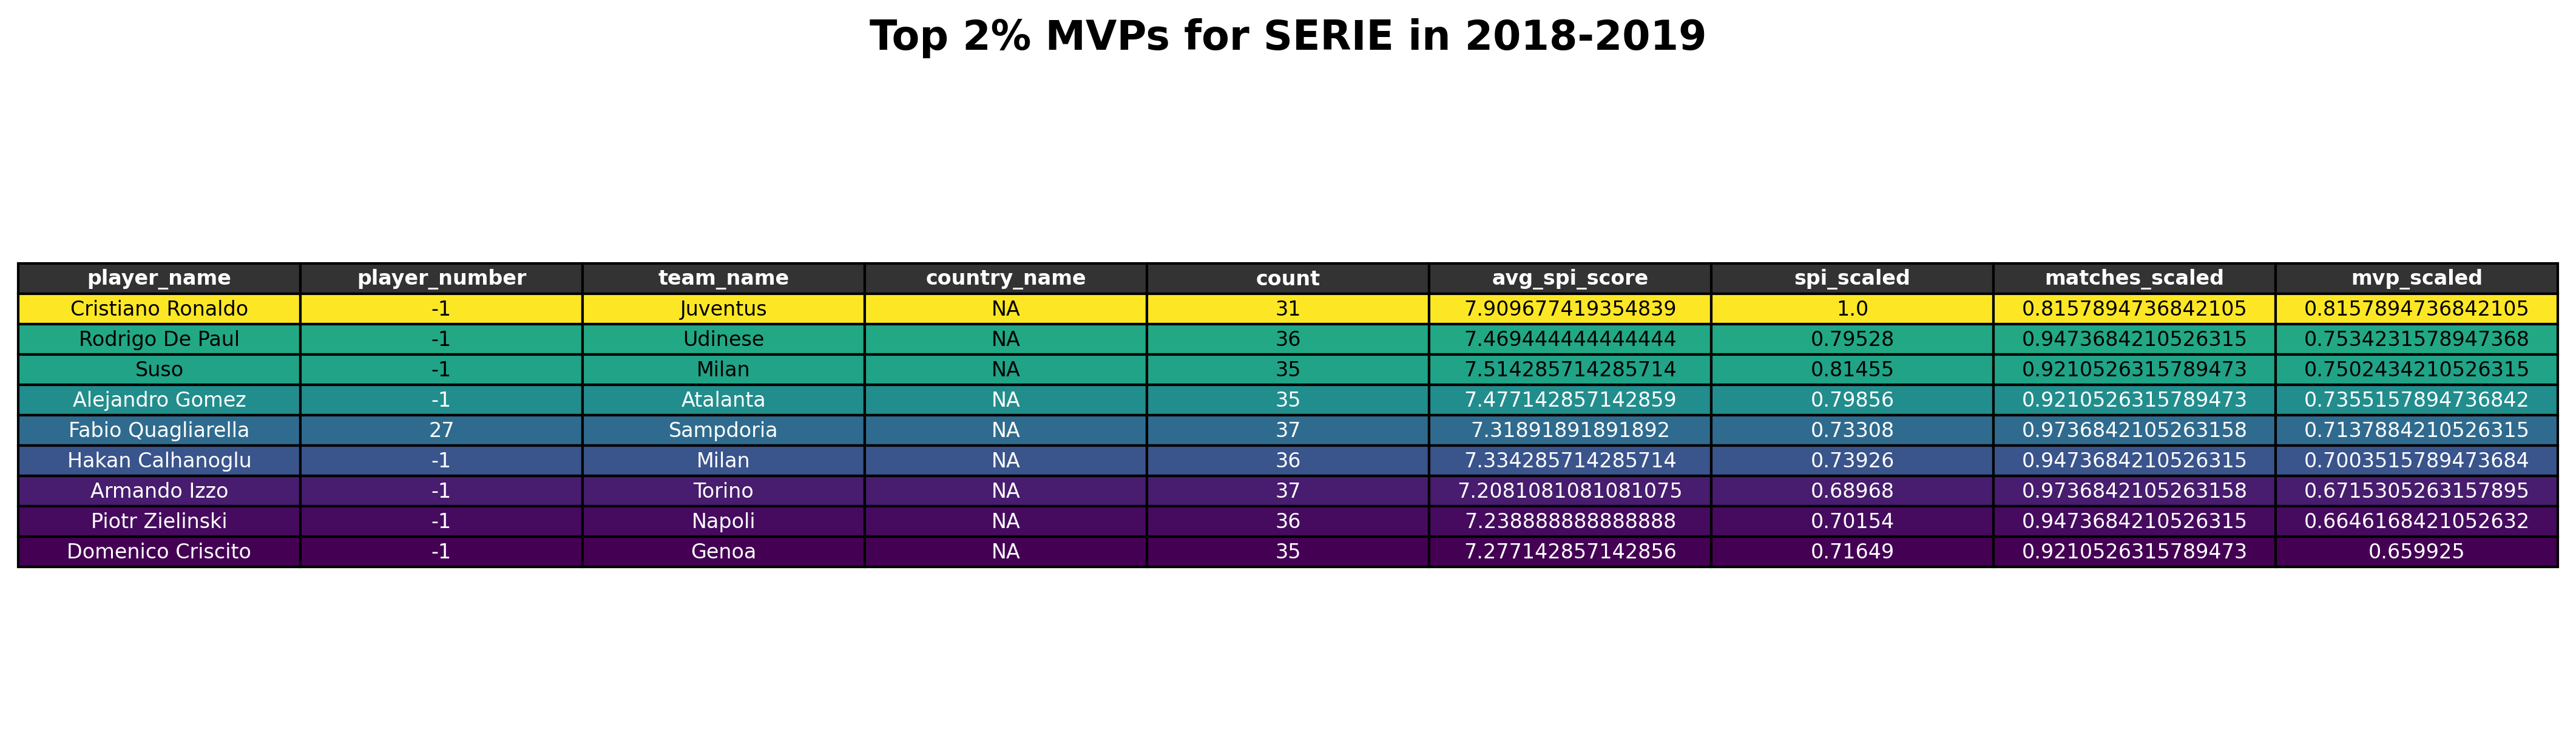 Top 2% MVPs for SERIE in 2018-2019
player_name player_number team_name country_name count avg_spi_score spi_scaled matches_scaled mvp_scaled
Cristiano Ronaldo -1 Juventus NA 31 7.909677419354839 1.0 0.8157894736842105 0.8157894736842105
Rodrigo De Paul -1 Udinese NA 36 7.469444444444444 0.79528 0.9473684210526315 0.7534231578947368
Suso -1 Milan NA 35 7.514285714285714 0.81455 0.9210526315789473 0.7502434210526315
Alejandro Gomez -1 Atalanta NA 35 7.477142857142859 0.79856 0.9210526315789473 0.7355157894736842
Fabio Quagliarella 27 Sampdoria NA 37 7.31891891891892 0.73308 0.9736842105263158 0.7137884210526315
Hakan Calhanoglu -1 Milan NA 36 7.334285714285714 0.73926 0.9473684210526315 0.7003515789473684
Armando Izzo -1 Torino NA 37 7.2081081081081075 0.68968 0.9736842105263158 0.6715305263157895
Piotr Zielinski -1 Napoli NA 36 7.238888888888888 0.70154 0.9473684210526315 0.6646168421052632
Domenico Criscito -1 Genoa NA 35 7.277142857142856 0.71649 0.9210526315789473 0.659925